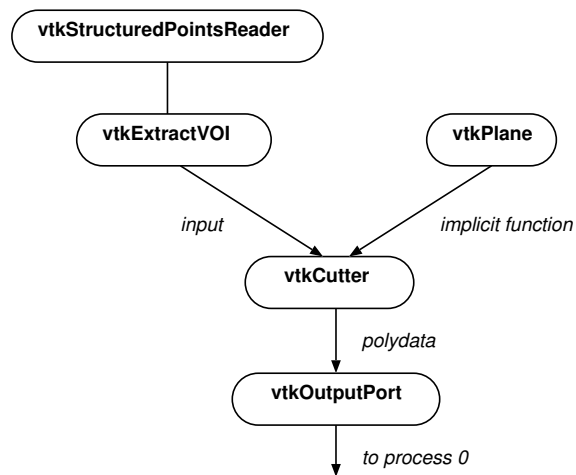 vtkStructuredPointsReader
vtkExtractVOI
vtkPlane
input
implicit function
vtkCutter
polydata
vtkOutputPort
to process 0